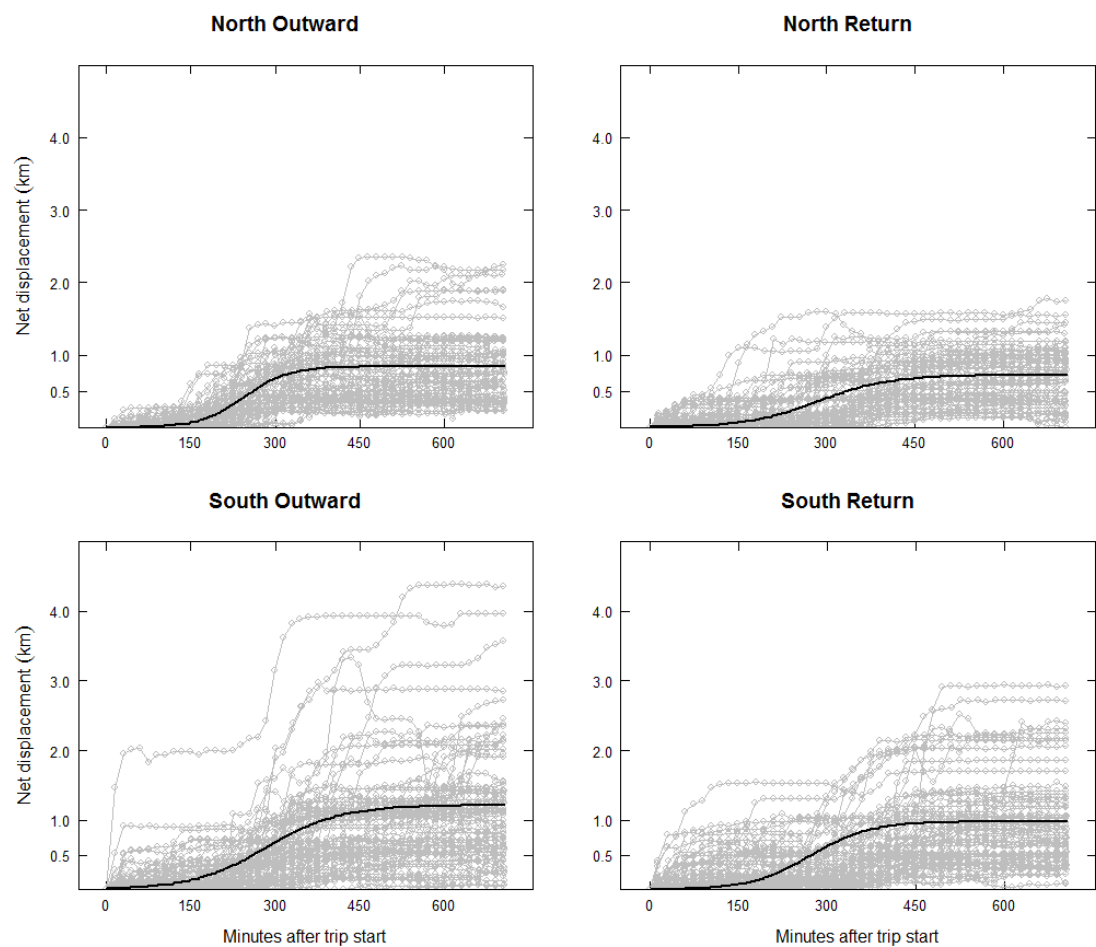 North Outward
North Return
Net displacement (km)
4.0
3.0
2.0
1.0
0.5
0 150 300 450 600
4.0
3.0
2.0
1.0
0.5
0 150 300 450 600
South Outward
South Return
Net displacement (km)
4.0
3.0
2.0
1.0
0.5
0 150 300 450 600
Minutes after trip start
4.0
3.0
2.0
1.0
0.5
0 150 300 450 600
Minutes after trip start